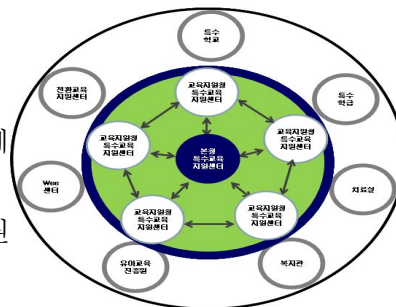 특수
학교
전환교육
지원센터
교육지원청
특수교육
지원센터
특수
학급
교육지원청
특수교육
지원센터
교육지원청
특수교육
지원센터
본청
특수교육
지원센터
Wee
센터
치료실
교육지원청
특수교육
지원센터
교육지원청
특수교육
지원센터
유아교육
진흥원
복지관